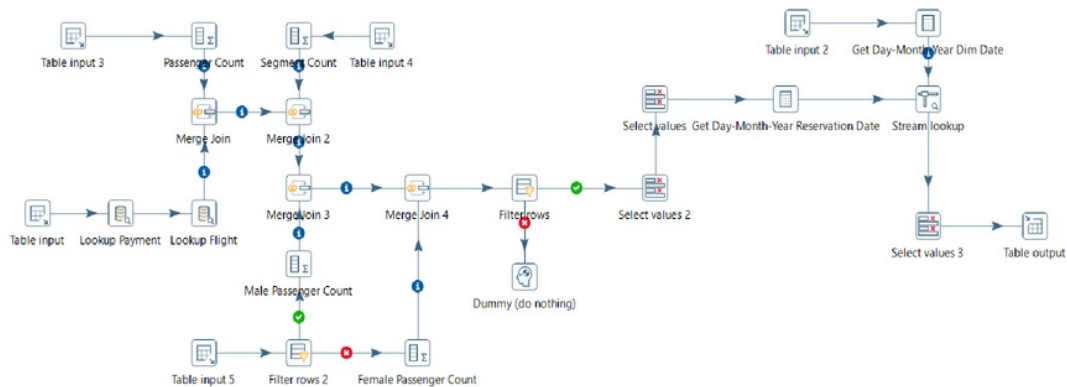 Table input 3
Passenger Count
Segment Count
Table input 4
Table input 2
Get Day-Month-Year Dim Date
Merge Join
Merge Join 2
Select values
Get Day-Month-Year Reservation Date
Stream lookup
Table input
Lookup Payment
Lookup Flight
Merge Join 3
Merge Join 4
Filter rows
Select values 2
Select values 3
Table output
Male Passenger Count
Dummy (do nothing)
Table input 5
Filter rows 2
Female Passenger Count